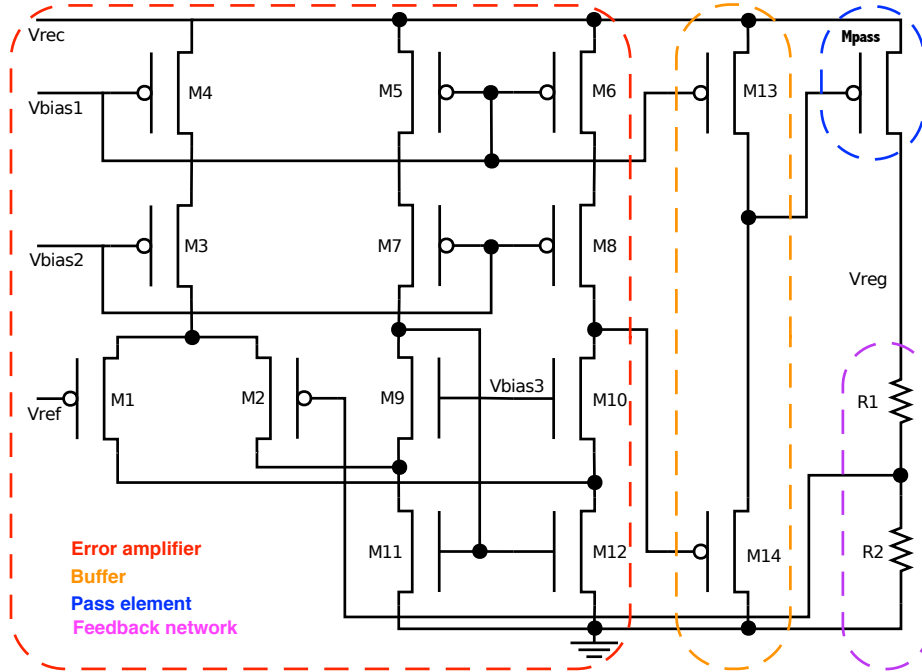 Vrec
Mpass
M4
M5
M6
M13
Vbias1
M3
M7
M8
Vbias2
Vreg
M1
M2
M9
Vbias3
M10
R1
Vref
M11
M12
M14
R2
Error amplifier
Buffer
Pass element
Feedback network